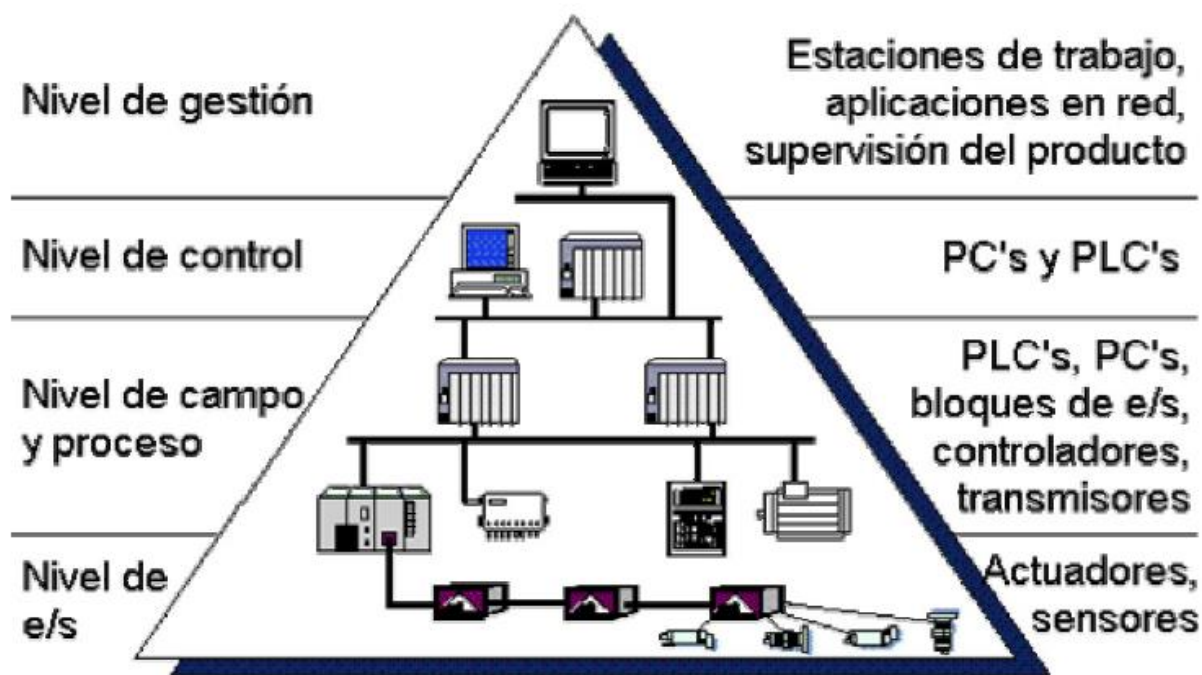 Nivel de gestión
Estaciones de trabajo,
aplicaciones en red,
supervisión del producto
Nivel de control
PC's y PLC's
Nivel de campo
y proceso
PLC's, PC's,
bloques de e/s,
controladores,
transmisores
Nivel de
e/s
Actuadores,
sensores